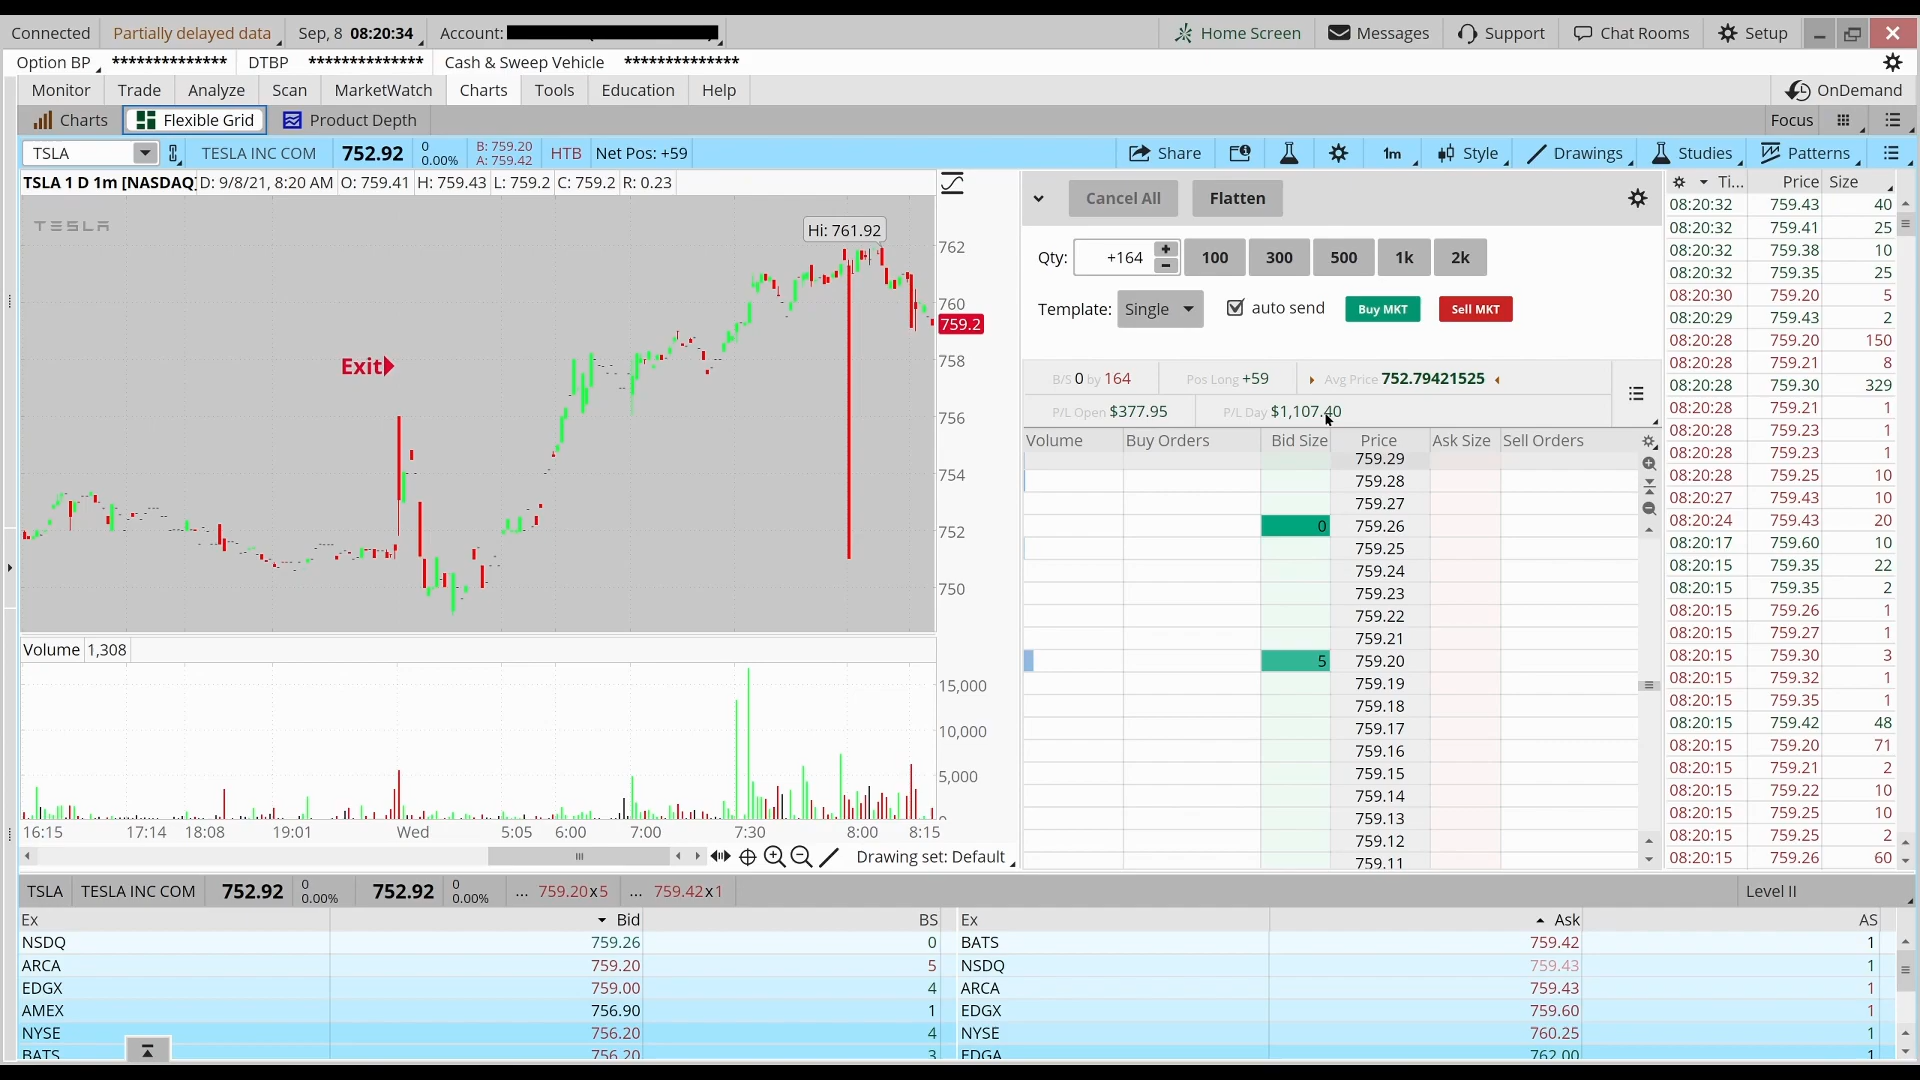 Connected Partially delayed data Sep, 8 08:20:34 Account: Home Screen Messages Support Chat Rooms Setup
Option BP ************** DTBP ************** Cash & Sweep Vehicle **************
Monitor Trade Analyze Scan MarketWatch Charts Tools Education Help OnDemand
Charts Flexible Grid Product Depth Focus
TSLA TESLA INC COM 752.92 0 0.00% B: 759.20 A: 759.42 HTB Net Pos: +59 Share 1m Style Drawings Studies Patterns
TSLA 1 D 1m [NASDAQ] D: 9/8/21, 8:20 AM O: 759.41 H: 759.43 L: 759.2 C: 759.2 R: 0.23
TESLA
Hi: 761.92
Exit
762
760
759.2
758
756
754
752
750
Volume 1,308
15,000
10,000
5,000
0
16:15 17:14 18:08 19:01 Wed 5:05 6:00 7:00 7:30 8:00 8:15
Drawing set: Default
Cancel All Flatten
Qty: +164 100 300 500 1k 2k
Template: Single auto send Buy MKT Sell MKT
B/S 0 by 164 Pos Long +59 Avg Price 752.79421525
P/L Open $377.95 P/L Day $1,107.40
Volume Buy Orders Bid Size Price Ask Size Sell Orders
759.29
759.28
759.27
0 759.26
759.25
759.24
759.23
759.22
759.21
5 759.20
759.19
759.18
759.17
759.16
759.15
759.14
759.13
759.12
759.11
Ti... Price Size
08:20:32 759.43 40
08:20:32 759.41 25
08:20:32 759.38 10
08:20:32 759.35 25
08:20:30 759.20 5
08:20:29 759.43 2
08:20:28 759.20 150
08:20:28 759.21 8
08:20:28 759.30 329
08:20:28 759.21 1
08:20:28 759.23 1
08:20:28 759.23 1
08:20:28 759.25 10
08:20:27 759.43 10
08:20:24 759.43 20
08:20:17 759.60 10
08:20:15 759.35 22
08:20:15 759.35 2
08:20:15 759.26 1
08:20:15 759.27 1
08:20:15 759.30 3
08:20:15 759.32 1
08:20:15 759.35 1
08:20:15 759.42 48
08:20:15 759.20 71
08:20:15 759.21 2
08:20:15 759.22 10
08:20:15 759.25 10
08:20:15 759.25 2
08:20:15 759.26 60
TSLA TESLA INC COM 752.92 0 0.00% 752.92 0 0.00% ... 759.20x5 ... 759.42x1 Level II
Ex Bid BS Ex Ask AS
NSDQ 759.26 0 BATS 759.42 1
ARCA 759.20 5 NSDQ 759.43 1
EDGX 759.00 4 ARCA 759.43 1
AMEX 756.90 1 EDGX 759.60 1
NYSE 756.20 4 NYSE 760.25 1
BATS 756.20 3 EDGA 762.00 1